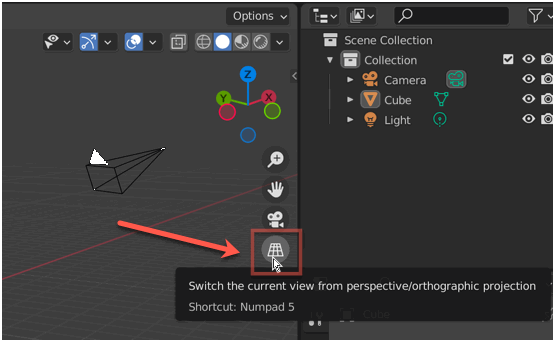 Options
Scene Collection
Collection
Z
Y
X
Camera
Cube
Light
Switch the current view from perspective/orthographic projection
Shortcut: Numpad 5
Cube